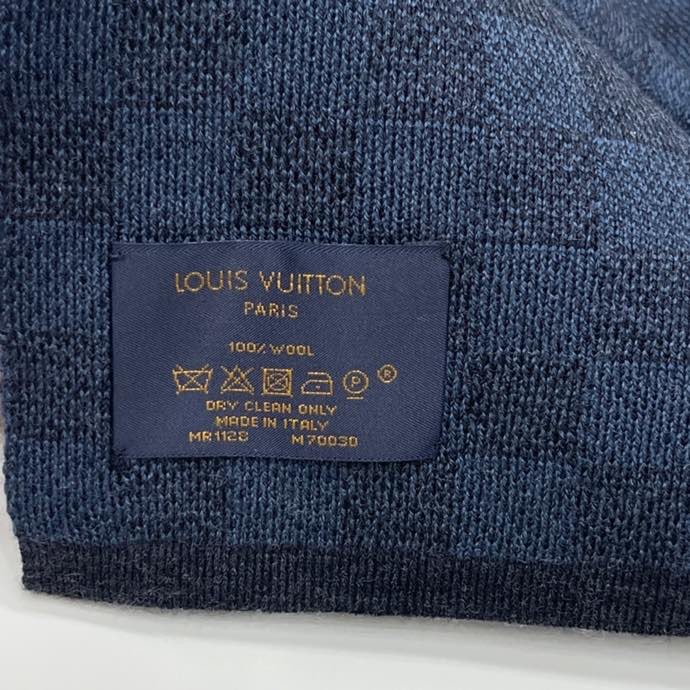 LOUIS VUITTON
PARIS
100% WOOL
P ®
DRY CLEAN ONLY
MADE IN ITALY
MR1128 M70030